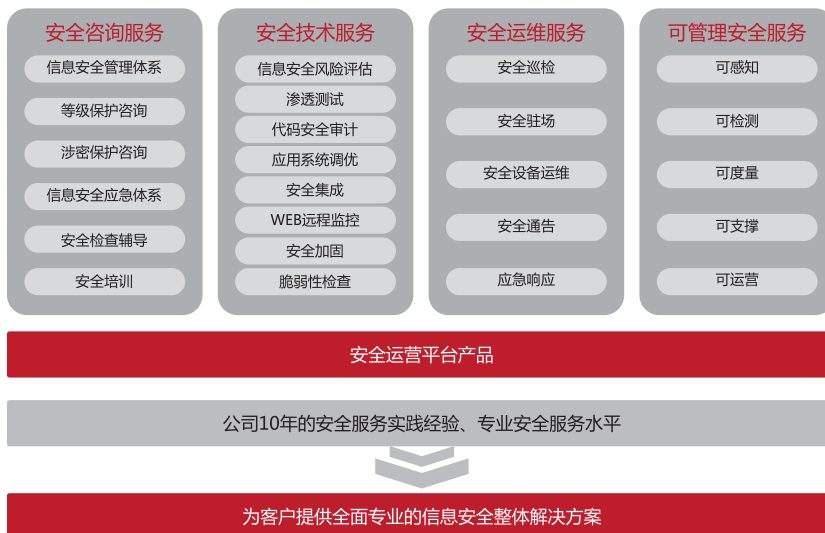 安全咨询服务
信息安全管理体系
等级保护咨询
涉密保护咨询
信息安全应急体系
安全检查辅导
安全培训
安全技术服务
信息安全风险评估
渗透测试
代码安全审计
应用系统调优
安全集成
WEB远程监控
安全加固
脆弱性检查
安全运维服务
安全巡检
安全驻场
安全设备运维
安全通告
应急响应
可管理安全服务
可感知
可检测
可度量
可支撑
可运营
安全运营平台产品
公司10年的安全服务实践经验、专业安全服务水平
为客户提供全面专业的信息安全整体解决方案